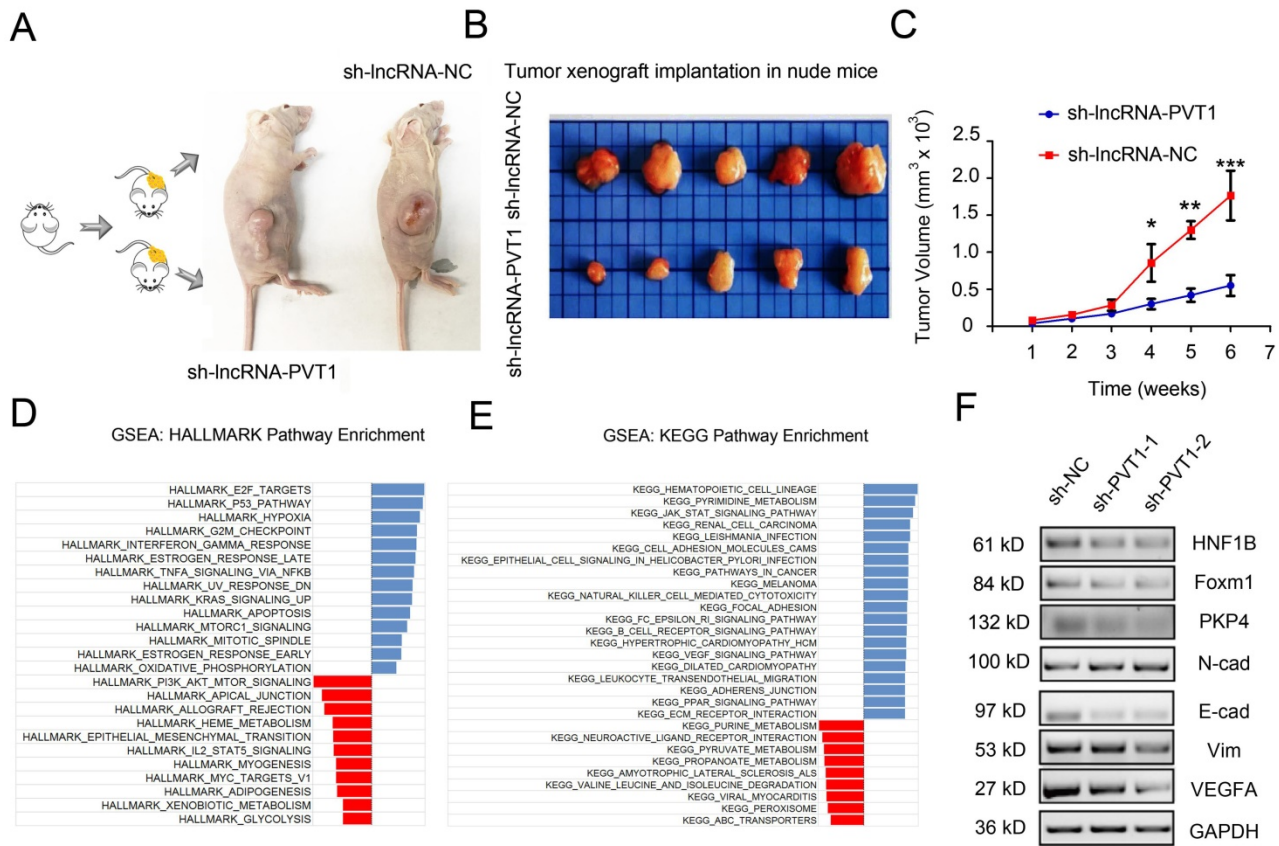 A
sh-lncRNA-NC
sh-lncRNA-PVT1
B
Tumor xenograft implantation in nude mice
sh-lncRNA-NC
sh-lncRNA-PVT1
C
sh-lncRNA-PVT1
sh-lncRNA-NC
Tumor Volume (mm³ x 10³)
2.5
2.0
1.5
1.0
0.5
0
*
**
***
1 2 3 4 5 6 7
Time (weeks)
D
GSEA: HALLMARK Pathway Enrichment
HALLMARK_E2F_TARGETS
HALLMARK_P53_PATHWAY
HALLMARK_HYPOXIA
HALLMARK_G2M_CHECKPOINT
HALLMARK_INTERFERON_GAMMA_RESPONSE
HALLMARK_ESTROGEN_RESPONSE_LATE
HALLMARK_TNFA_SIGNALING_VIA_NFKB
HALLMARK_UV_RESPONSE_DN
HALLMARK_KRAS_SIGNALING_UP
HALLMARK_APOPTOSIS
HALLMARK_MTORC1_SIGNALING
HALLMARK_MITOTIC_SPINDLE
HALLMARK_ESTROGEN_RESPONSE_EARLY
HALLMARK_OXIDATIVE_PHOSPHORYLATION
HALLMARK_PI3K_AKT_MTOR_SIGNALING
HALLMARK_APICAL_JUNCTION
HALLMARK_ALLOGRAFT_REJECTION
HALLMARK_HEME_METABOLISM
HALLMARK_EPITHELIAL_MESENCHYMAL_TRANSITION
HALLMARK_IL2_STAT5_SIGNALING
HALLMARK_MYOGENESIS
HALLMARK_MYC_TARGETS_V1
HALLMARK_ADIPOGENESIS
HALLMARK_XENOBIOTIC_METABOLISM
HALLMARK_GLYCOLYSIS
E
GSEA: KEGG Pathway Enrichment
KEGG_HEMATOPOIETIC_CELL_LINEAGE
KEGG_PYRIMIDINE_METABOLISM
KEGG_JAK_STAT_SIGNALING_PATHWAY
KEGG_RENAL_CELL_CARCINOMA
KEGG_LEISHMANIA_INFECTION
KEGG_CELL_ADHESION_MOLECULES_CAMS
KEGG_EPITHELIAL_CELL_SIGNALING_IN_HELICOBACTER_PYLORI_INFECTION
KEGG_PATHWAYS_IN_CANCER
KEGG_MELANOMA
KEGG_NATURAL_KILLER_CELL_MEDIATED_CYTOTOXICITY
KEGG_FOCAL_ADHESION
KEGG_FC_EPSILON_RI_SIGNALING_PATHWAY
KEGG_B_CELL_RECEPTOR_SIGNALING_PATHWAY
KEGG_HYPERTROPHIC_CARDIOMYOPATHY_HCM
KEGG_VEGF_SIGNALING_PATHWAY
KEGG_DILATED_CARDIOMYOPATHY
KEGG_LEUKOCYTE_TRANSENDOTHELIAL_MIGRATION
KEGG_ADHERENS_JUNCTION
KEGG_PPAR_SIGNALING_PATHWAY
KEGG_ECM_RECEPTOR_INTERACTION
KEGG_PURINE_METABOLISM
KEGG_NEUROACTIVE_LIGAND_RECEPTOR_INTERACTION
KEGG_PYRUVATE_METABOLISM
KEGG_PROPANOATE_METABOLISM
KEGG_AMYOTROPHIC_LATERAL_SCLEROSIS_ALS
KEGG_VALINE_LEUCINE_AND_ISOLEUCINE_DEGRADATION
KEGG_VIRAL_MYOCARDITIS
KEGG_PEROXISOME
KEGG_ABC_TRANSPORTERS
F
sh-NC sh-PVT1-1 sh-PVT1-2
61 kD HNF1B
84 kD Foxm1
132 kD PKP4
100 kD N-cad
97 kD E-cad
53 kD Vim
27 kD VEGFA
36 kD GAPDH